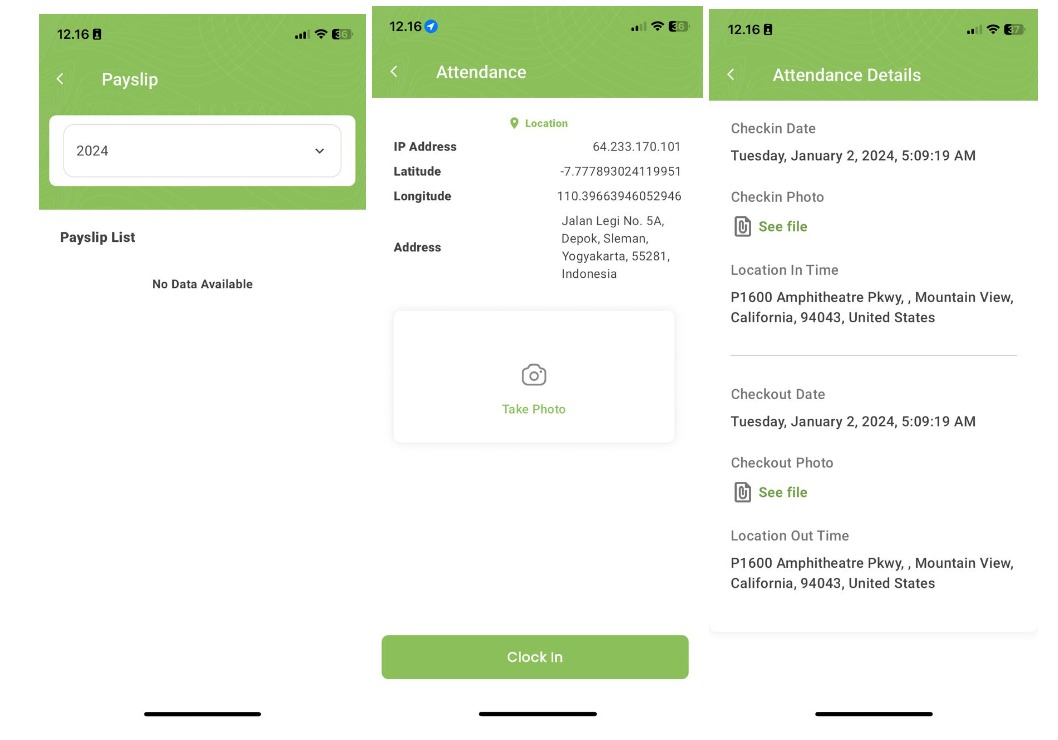 12.16
36
Payslip
2024
Payslip List
No Data Available
12.16
36
Attendance
Location
IP Address 64.233.170.101
Latitude -7.777893024119951
Longitude 110.39663946052946
Address
Jalan Legi No. 5A,
Depok, Sleman,
Yogyakarta, 55281,
Indonesia
Take Photo
Clock In
12.16
37
Attendance Details
Checkin Date
Tuesday, January 2, 2024, 5:09:19 AM
Checkin Photo
See file
Location In Time
P1600 Amphitheatre Pkwy, , Mountain View,
California, 94043, United States
Checkout Date
Tuesday, January 2, 2024, 5:09:19 AM
Checkout Photo
See file
Location Out Time
P1600 Amphitheatre Pkwy, , Mountain View,
California, 94043, United States